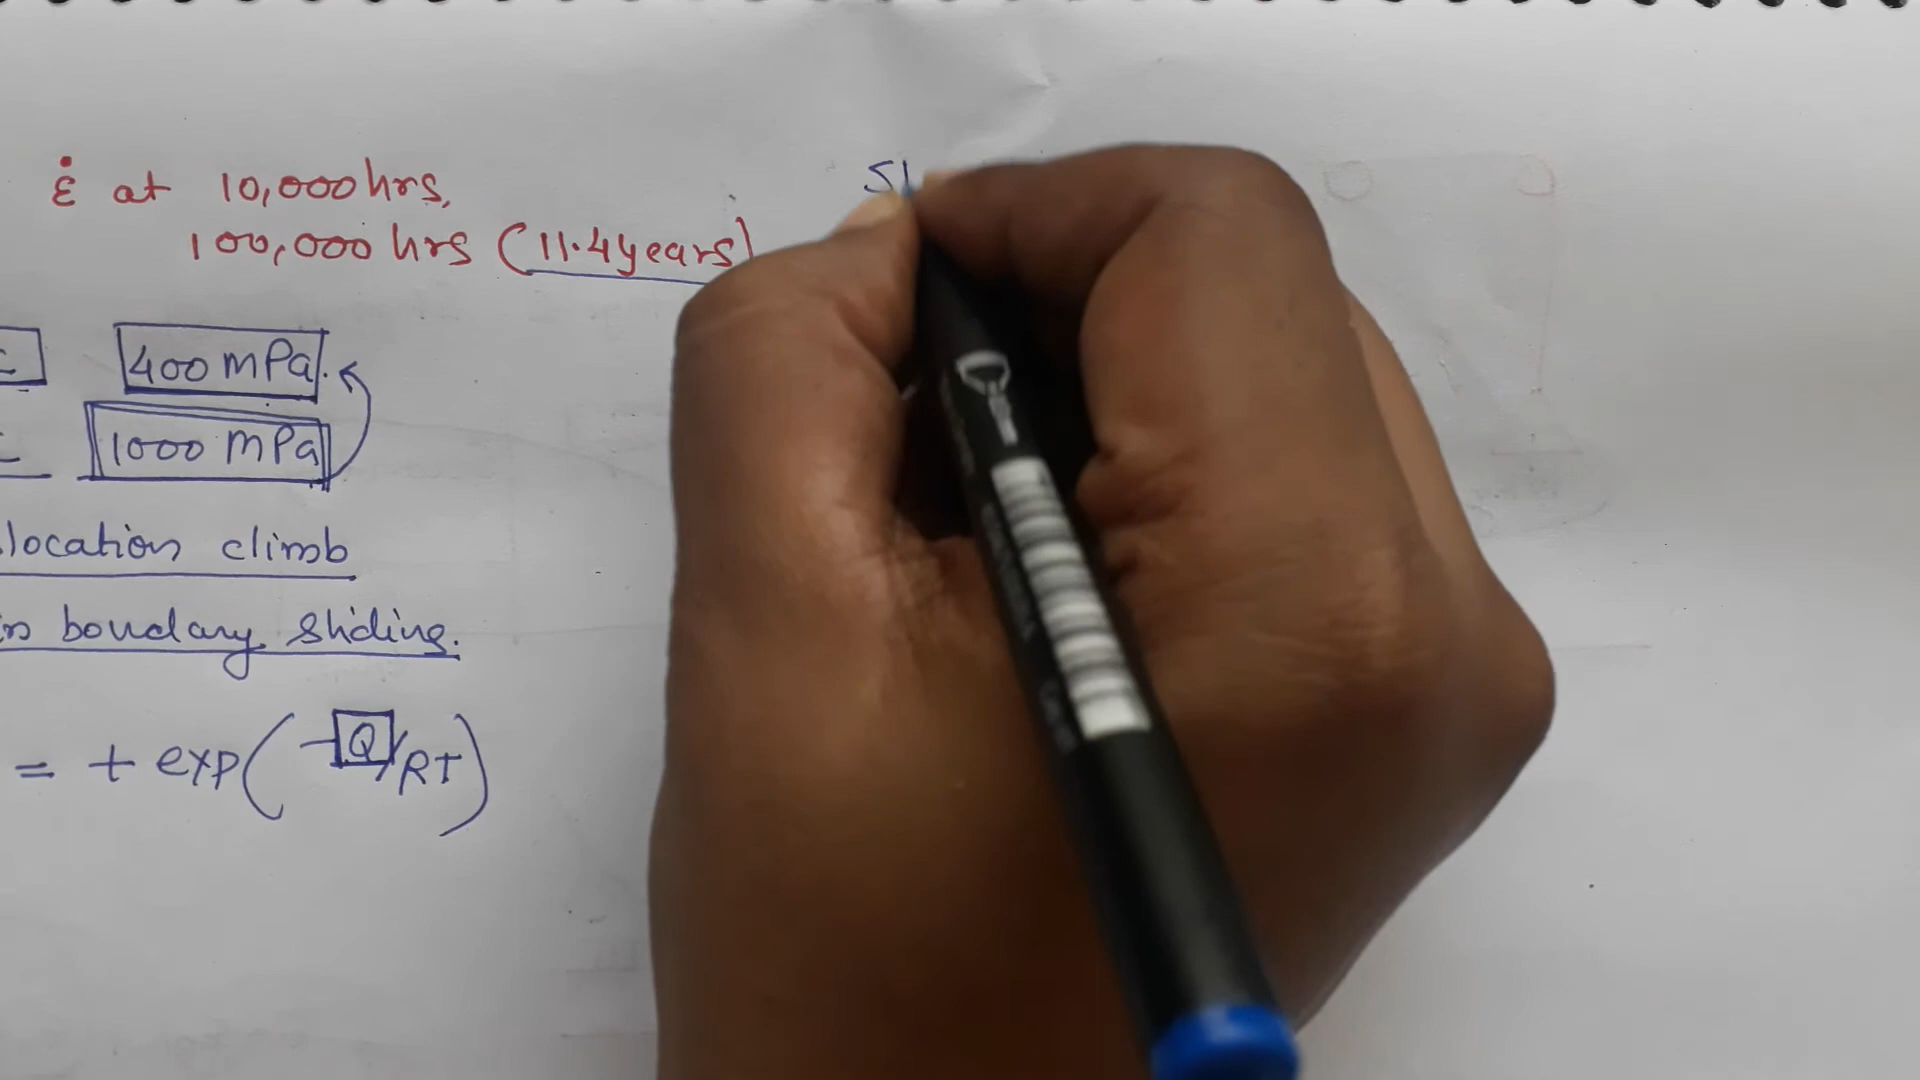 ε̇ at 10,000 hrs,
100,000 hrs (11.4 years)
400 mPa.
1000 mPa
location climb
boudary sliding.
= + exp(-Q/RT)